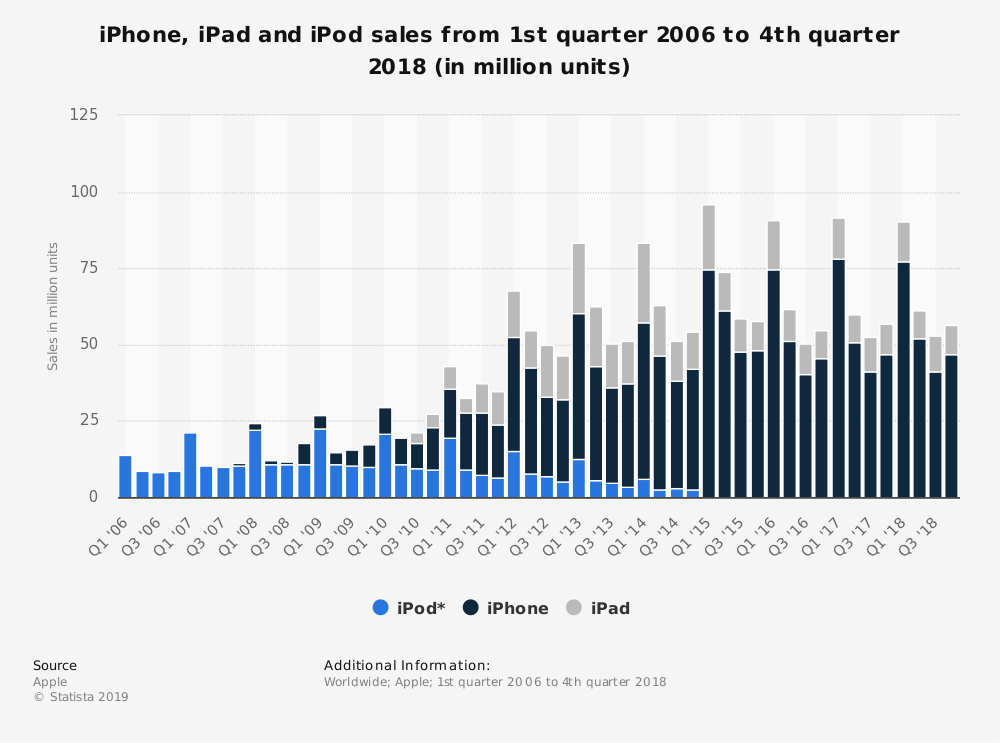 iPhone, iPad and iPod sales from 1st quarter 2006 to 4th quarter
2018 (in million units)
Sales in million units
125
100
75
50
25
0
Q1 '06
Q3 '06
Q1 '07
Q3 '07
Q1 '08
Q3 '08
Q1 '09
Q3 '09
Q1 '10
Q3 '10
Q1 '11
Q3 '11
Q1 '12
Q3 '12
Q1 '13
Q3 '13
Q1 '14
Q3 '14
Q1 '15
Q3 '15
Q1 '16
Q3 '16
Q1 '17
Q3 '17
Q1 '18
Q3 '18
iPod* iPhone iPad
Source
Apple
© Statista 2019
Additional Information:
Worldwide; Apple; 1st quarter 2006 to 4th quarter 2018